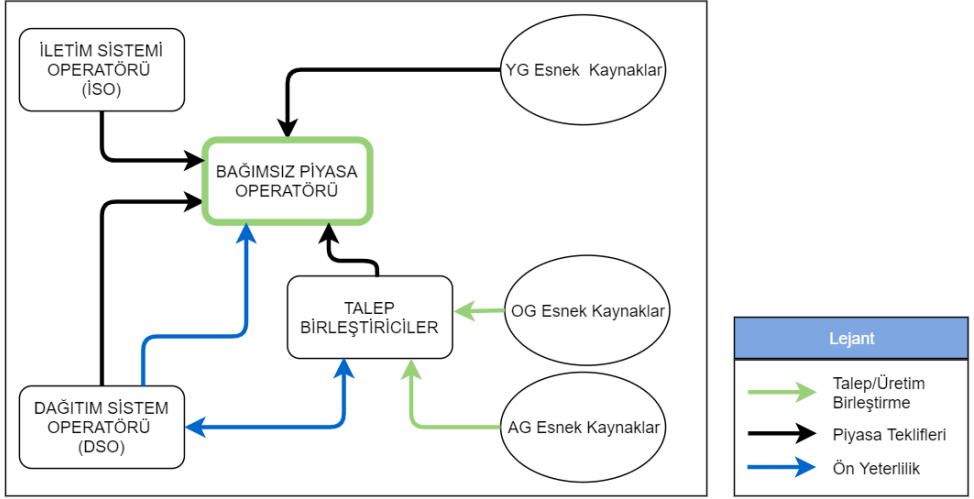 İLETİM SİSTEMİ
OPERATÖRÜ
(İSO)
YG Esnek Kaynaklar
BAĞIMSIZ PİYASA
OPERATÖRÜ
TALEP
BİRLEŞTİRİCİLER
OG Esnek Kaynaklar
DAĞITIM SİSTEM
OPERATÖRÜ
(DSO)
AG Esnek Kaynaklar
Lejant
Talep/Üretim
Birleştirme
Piyasa Teklifleri
Ön Yeterlilik